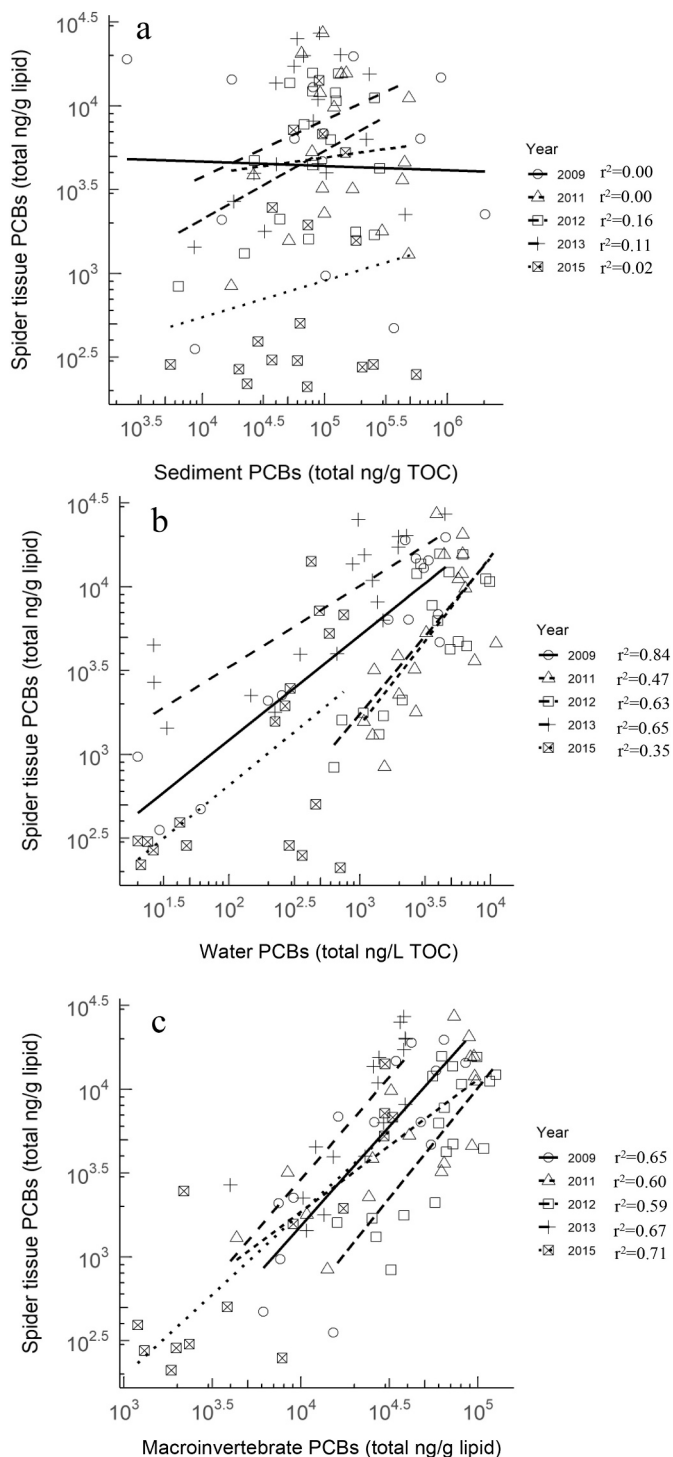 a
Spider tissue PCBs (total ng/g lipid)
10^4.5
10^4
10^3.5
10^3
10^2.5
10^3.5 10^4 10^4.5 10^5 10^5.5 10^6
Sediment PCBs (total ng/g TOC)
Year
2009 r²=0.00
2011 r²=0.00
2012 r²=0.16
2013 r²=0.11
2015 r²=0.02
b
Spider tissue PCBs (total ng/g lipid)
10^4.5
10^4
10^3.5
10^3
10^2.5
10^1.5 10^2 10^2.5 10^3 10^3.5 10^4
Water PCBs (total ng/L TOC)
Year
2009 r²=0.84
2011 r²=0.47
2012 r²=0.63
2013 r²=0.65
2015 r²=0.35
c
Spider tissue PCBs (total ng/g lipid)
10^4.5
10^4
10^3.5
10^3
10^2.5
10^3 10^3.5 10^4 10^4.5 10^5
Macroinvertebrate PCBs (total ng/g lipid)
Year
2009 r²=0.65
2011 r²=0.60
2012 r²=0.59
2013 r²=0.67
2015 r²=0.71